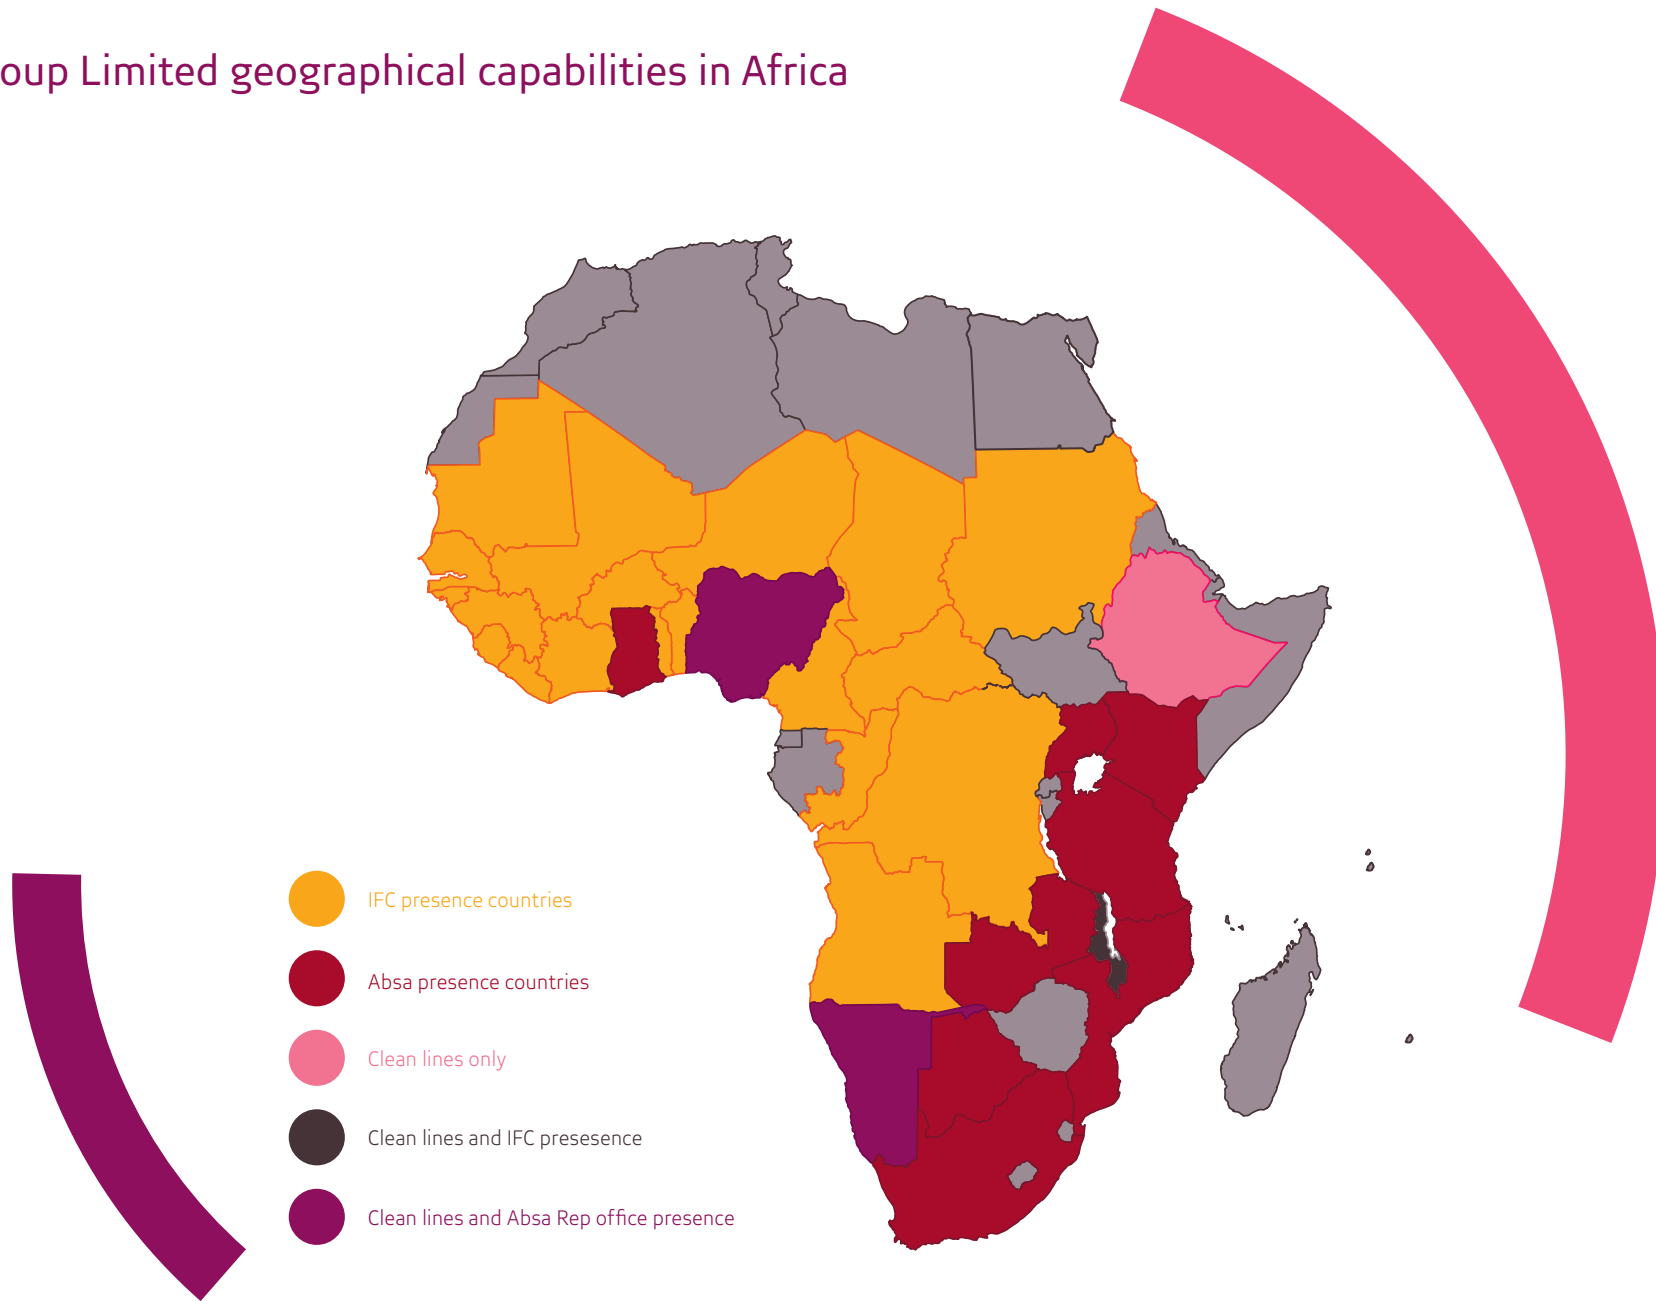 oup Limited geographical capabilities in Africa
IFC presence countries
Absa presence countries
Clean lines only
Clean lines and IFC presesence
Clean lines and Absa Rep office presence